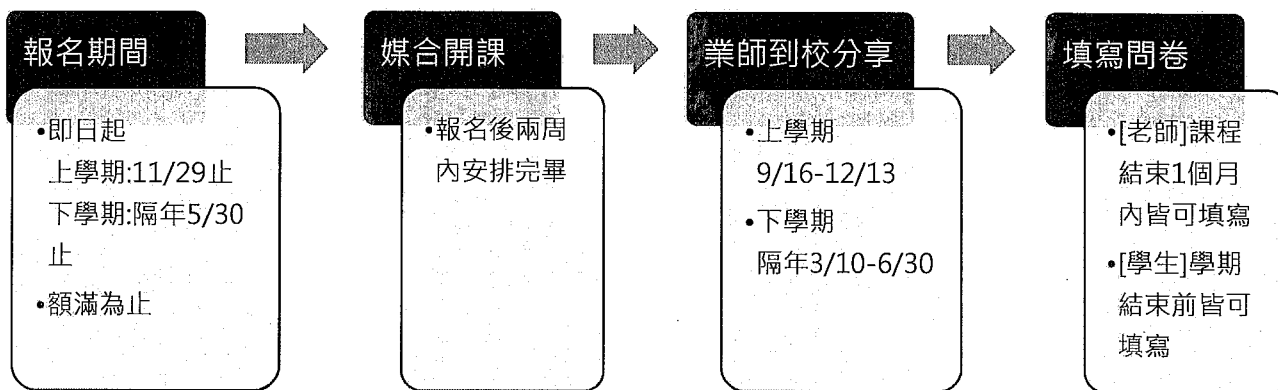 報名期間
•即日起
上學期:11/29止
下學期:隔年5/30
止
•額滿為止
媒合開課
•報名後兩周
內安排完畢
業師到校分享
•上學期
9/16-12/13
•下學期
隔年3/10-6/30
填寫問卷
•[老師]課程
結束1個月
內皆可填寫
•[學生]學期
結束前皆可
填寫